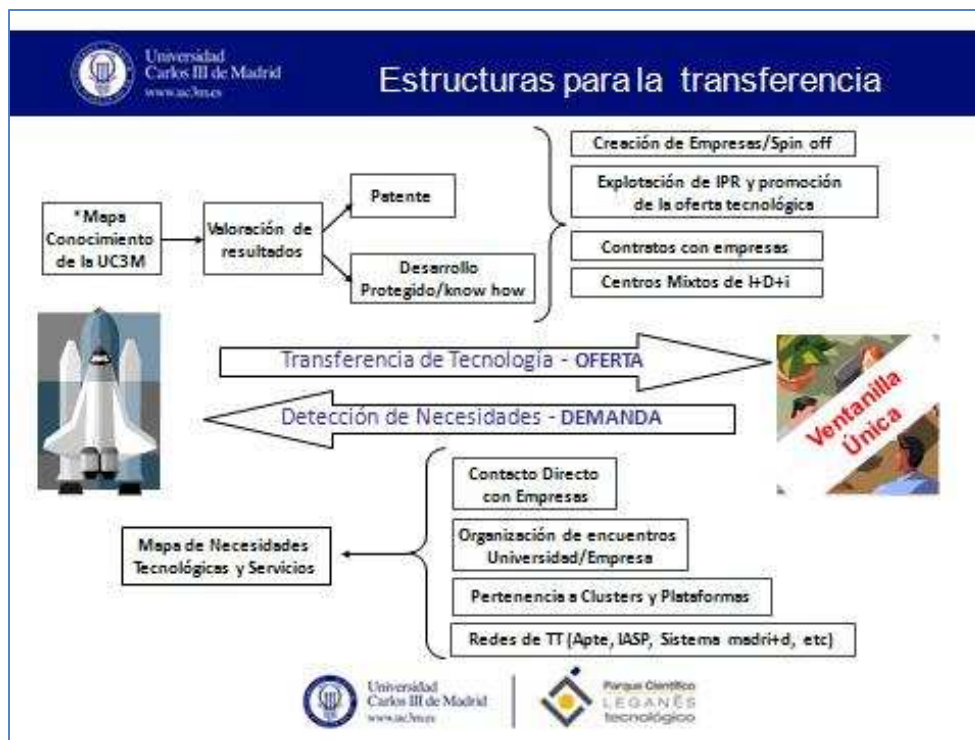 Universidad
Carlos III de Madrid
www.uc3m.es
Estructuras para la transferencia
*Mapa
Conocimiento
de la UC3M
Valoración de
resultados
Patente
Desarrollo
Protegido/know how
Creación de Empresas/Spin off
Explotación de IPR y promoción
de la oferta tecnológica
Contratos con empresas
Centros Mixtos de I+D+i
Transferencia de Tecnología - OFERTA
Detección de Necesidades - DEMANDA
Ventanilla
Única
Mapa de Necesidades
Tecnológicas y Servicios
Contacto Directo
con Empresas
Organización de encuentros
Universidad/Empresa
Pertenencia a Clusters y Plataformas
Redes de TT (Apte, IASP, Sistema madri+d, etc)
Universidad
Carlos III de Madrid
www.uc3m.es
Parque Científico
LEGANÉS
tecnológico